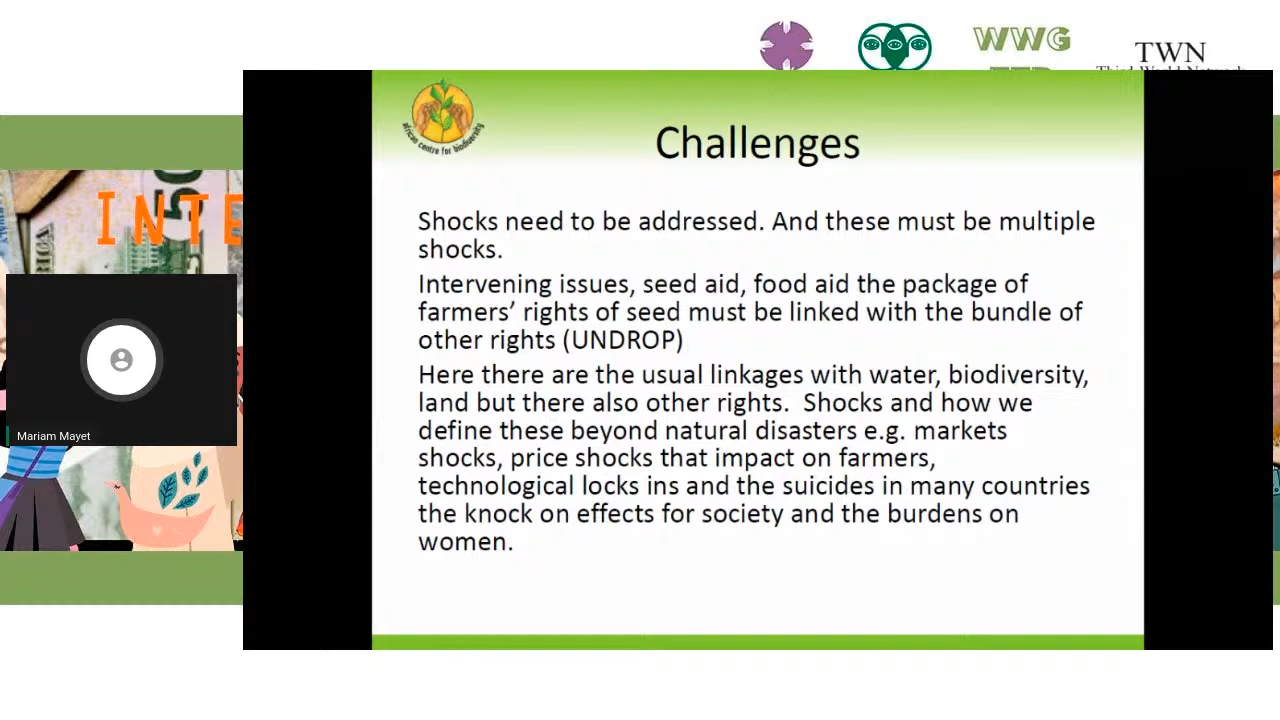 WWG
TWN
african centre for biodiversity
Challenges
INTE
Shocks need to be addressed. And these must be multiple
shocks.
Intervening issues, seed aid, food aid the package of
farmers’ rights of seed must be linked with the bundle of
other rights (UNDROP)
Here there are the usual linkages with water, biodiversity,
land but there also other rights.  Shocks and how we
define these beyond natural disasters e.g. markets
shocks, price shocks that impact on farmers,
technological locks ins and the suicides in many countries
the knock on effects for society and the burdens on
women.
Mariam Mayet